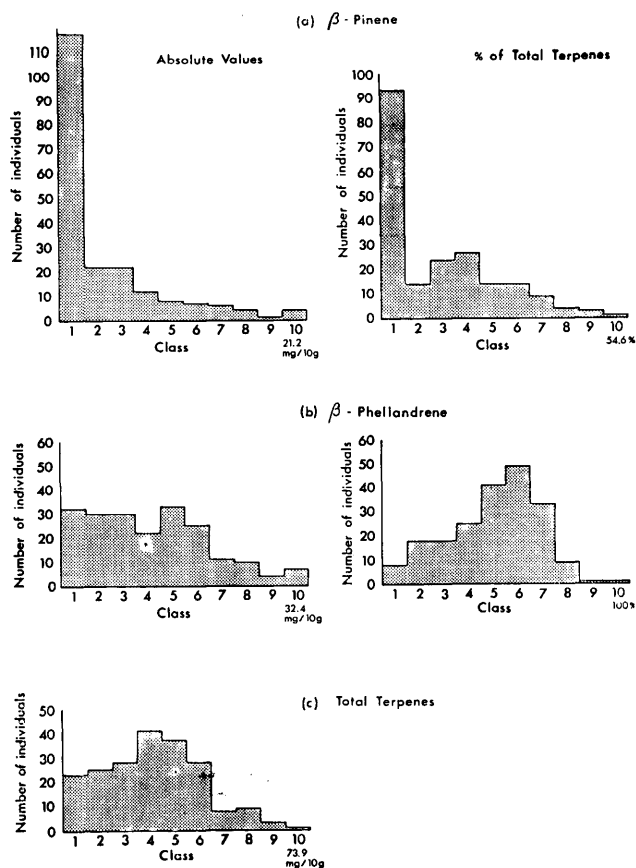 (a) β - Pinene
Absolute Values
Number of individuals
110
100
90
80
70
60
50
40
30
20
10
0
1 2 3 4 5 6 7 8 9 10
Class
21.2
mg/10g
% of Total Terpenes
Number of individuals
100
90
80
70
60
50
40
30
20
10
0
1 2 3 4 5 6 7 8 9 10
Class
54.6%
(b) β - Phellandrene
Number of individuals
60
50
40
30
20
10
0
1 2 3 4 5 6 7 8 9 10
Class
32.4
mg/10g
Number of individuals
60
50
40
30
20
10
0
1 2 3 4 5 6 7 8 9 10
Class
100%
(c) Total Terpenes
Number of individuals
50
40
30
20
10
0
1 2 3 4 5 6 7 8 9 10
Class
73.9
mg/10g